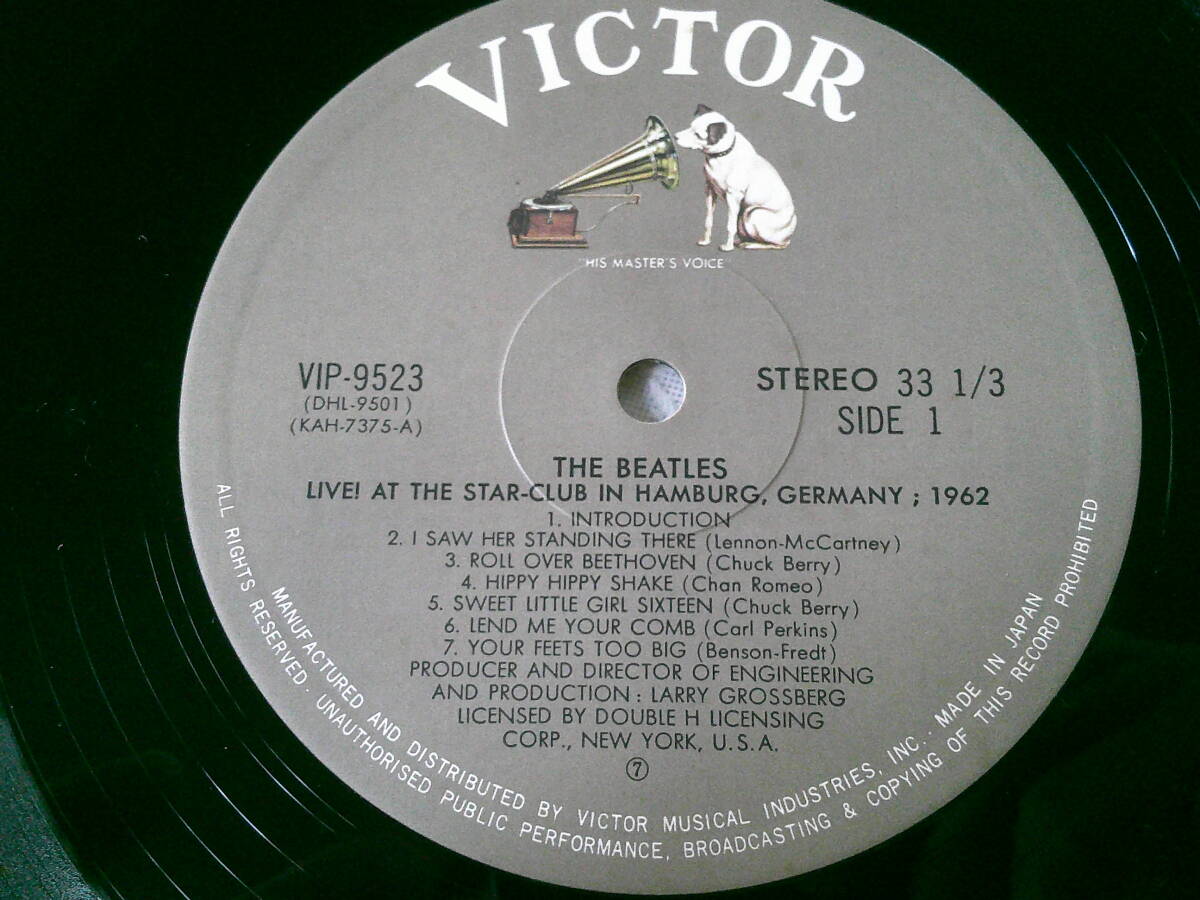 VICTOR
"HIS MASTER'S VOICE"
VIP-9523
(DHL-9501)
(KAH-7375-A)
STEREO 33 1/3
SIDE 1
THE BEATLES
LIVE! AT THE STAR-CLUB IN HAMBURG, GERMANY ; 1962
1. INTRODUCTION
2. I SAW HER STANDING THERE (Lennon-McCartney)
3. ROLL OVER BEETHOVEN (Chuck Berry)
4. HIPPY HIPPY SHAKE (Chan Romeo)
5. SWEET LITTLE GIRL SIXTEEN (Chuck Berry)
6. LEND ME YOUR COMB (Carl Perkins)
7. YOUR FEETS TOO BIG (Benson-Fredt)
PRODUCER AND DIRECTOR OF ENGINEERING
AND PRODUCTION : LARRY GROSSBERG
LICENSED BY DOUBLE H LICENSING
CORP., NEW YORK, U.S.A.
⑦
MANUFACTURED AND DISTRIBUTED BY VICTOR MUSICAL INDUSTRIES, INC. · MADE IN JAPAN
ALL RIGHTS RESERVED · UNAUTHORISED PUBLIC PERFORMANCE, BROADCASTING & COPYING OF THIS RECORD PROHIBITED